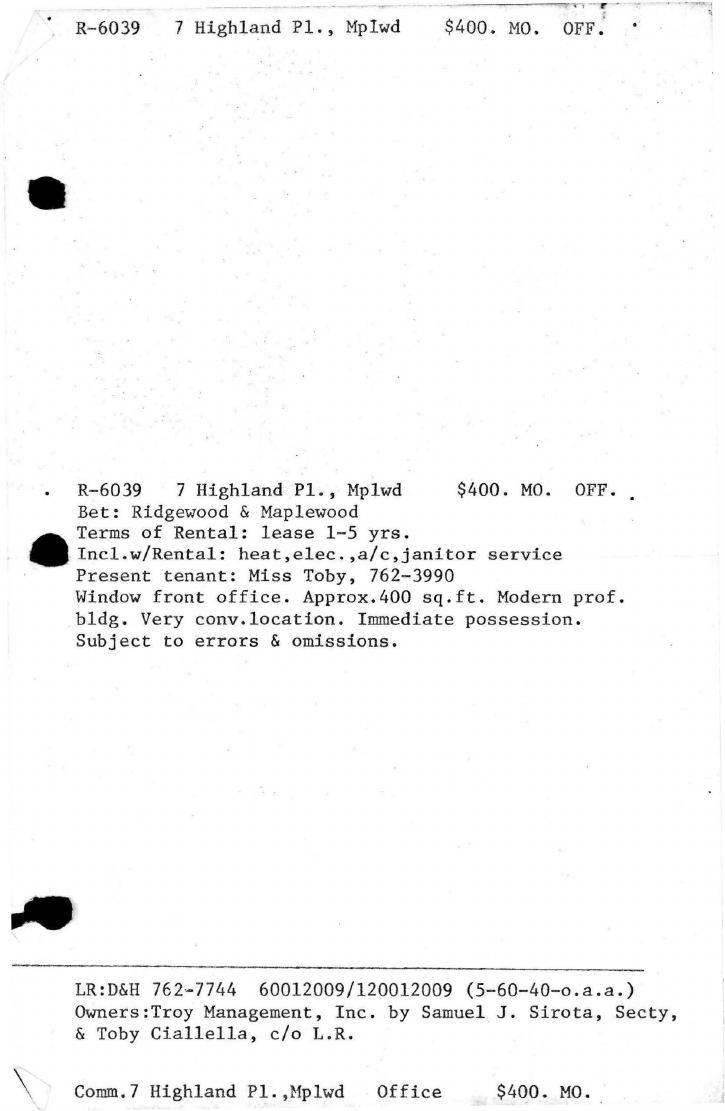 R-6039 7 Highland Pl., Mplwd $400. MO. OFF.
R-6039 7 Highland Pl., Mplwd $400. MO. OFF.
Bet: Ridgewood & Maplewood
Terms of Rental: lease 1-5 yrs.
Incl.w/Rental: heat,elec.,a/c,janitor service
Present tenant: Miss Toby, 762-3990
Window front office. Approx.400 sq.ft. Modern prof.
bldg. Very conv.location. Immediate possession.
Subject to errors & omissions.
LR:D&H 762-7744 60012009/120012009 (5-60-40-o.a.a.)
Owners:Troy Management, Inc. by Samuel J. Sirota, Secty,
& Toby Ciallella, c/o L.R.
Comm.7 Highland Pl.,Mplwd Office $400. MO.